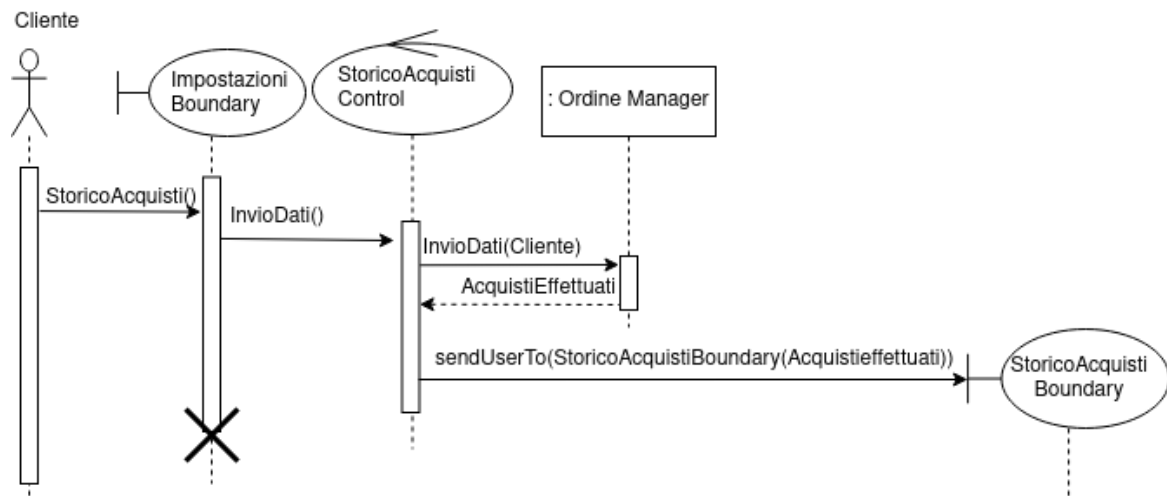 Cliente
Impostazioni
Boundary
StoricoAcquisti
Control
: Ordine Manager
StoricoAcquisti()
InvioDati()
InvioDati(Cliente)
AcquistiEffettuati
sendUserTo(StoricoAcquistiBoundary(Acquistieffettuati))
StoricoAcquisti
Boundary